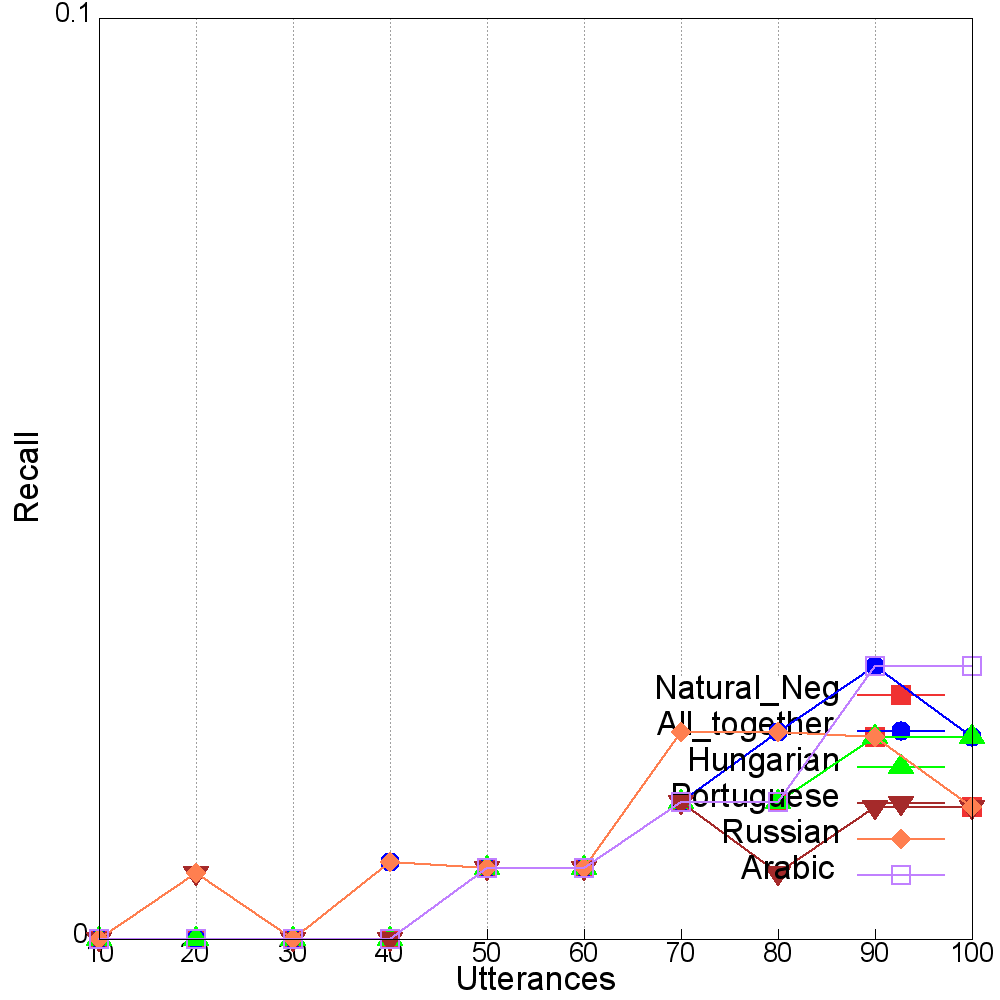 0.1
Recall
Natural_Neg
All_together
Hungarian
Portuguese
Russian
Arabic
0
10 20 30 40 50 60 70 80 90 100
Utterances